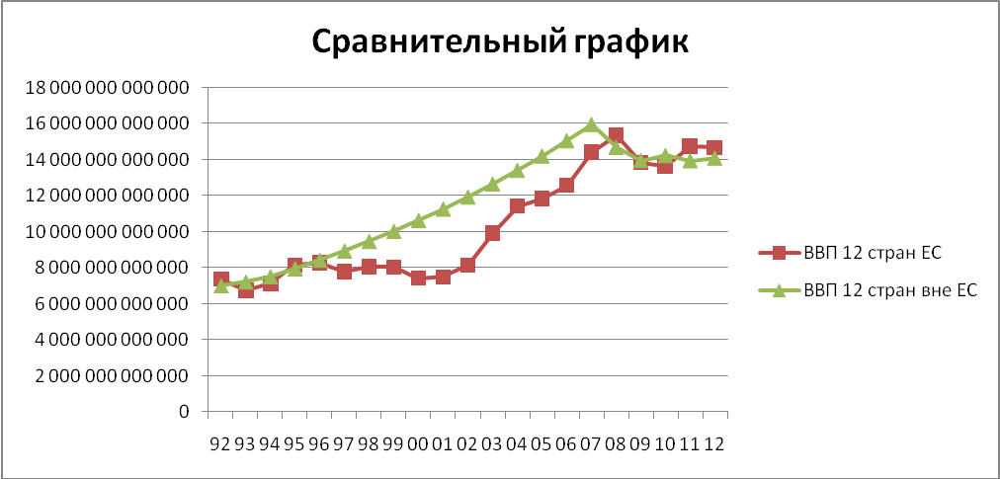 Сравнительный график
18 000 000 000 000
16 000 000 000 000
14 000 000 000 000
12 000 000 000 000
10 000 000 000 000
8 000 000 000 000
6 000 000 000 000
4 000 000 000 000
2 000 000 000 000
0
92 93 94 95 96 97 98 99 00 01 02 03 04 05 06 07 08 09 10 11 12
ВВП 12 стран ЕС
ВВП 12 стран вне ЕС